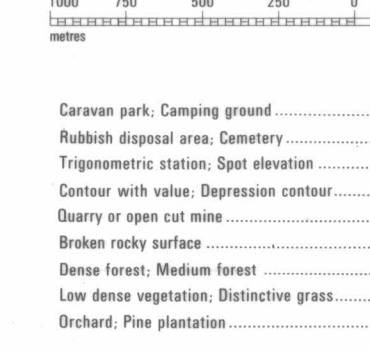 1000 750 500 250 0
metres
Caravan park; Camping ground
Rubbish disposal area; Cemetery
Trigonometric station; Spot elevation
Contour with value; Depression contour
Quarry or open cut mine
Broken rocky surface
Dense forest; Medium forest
Low dense vegetation; Distinctive grass
Orchard; Pine plantation